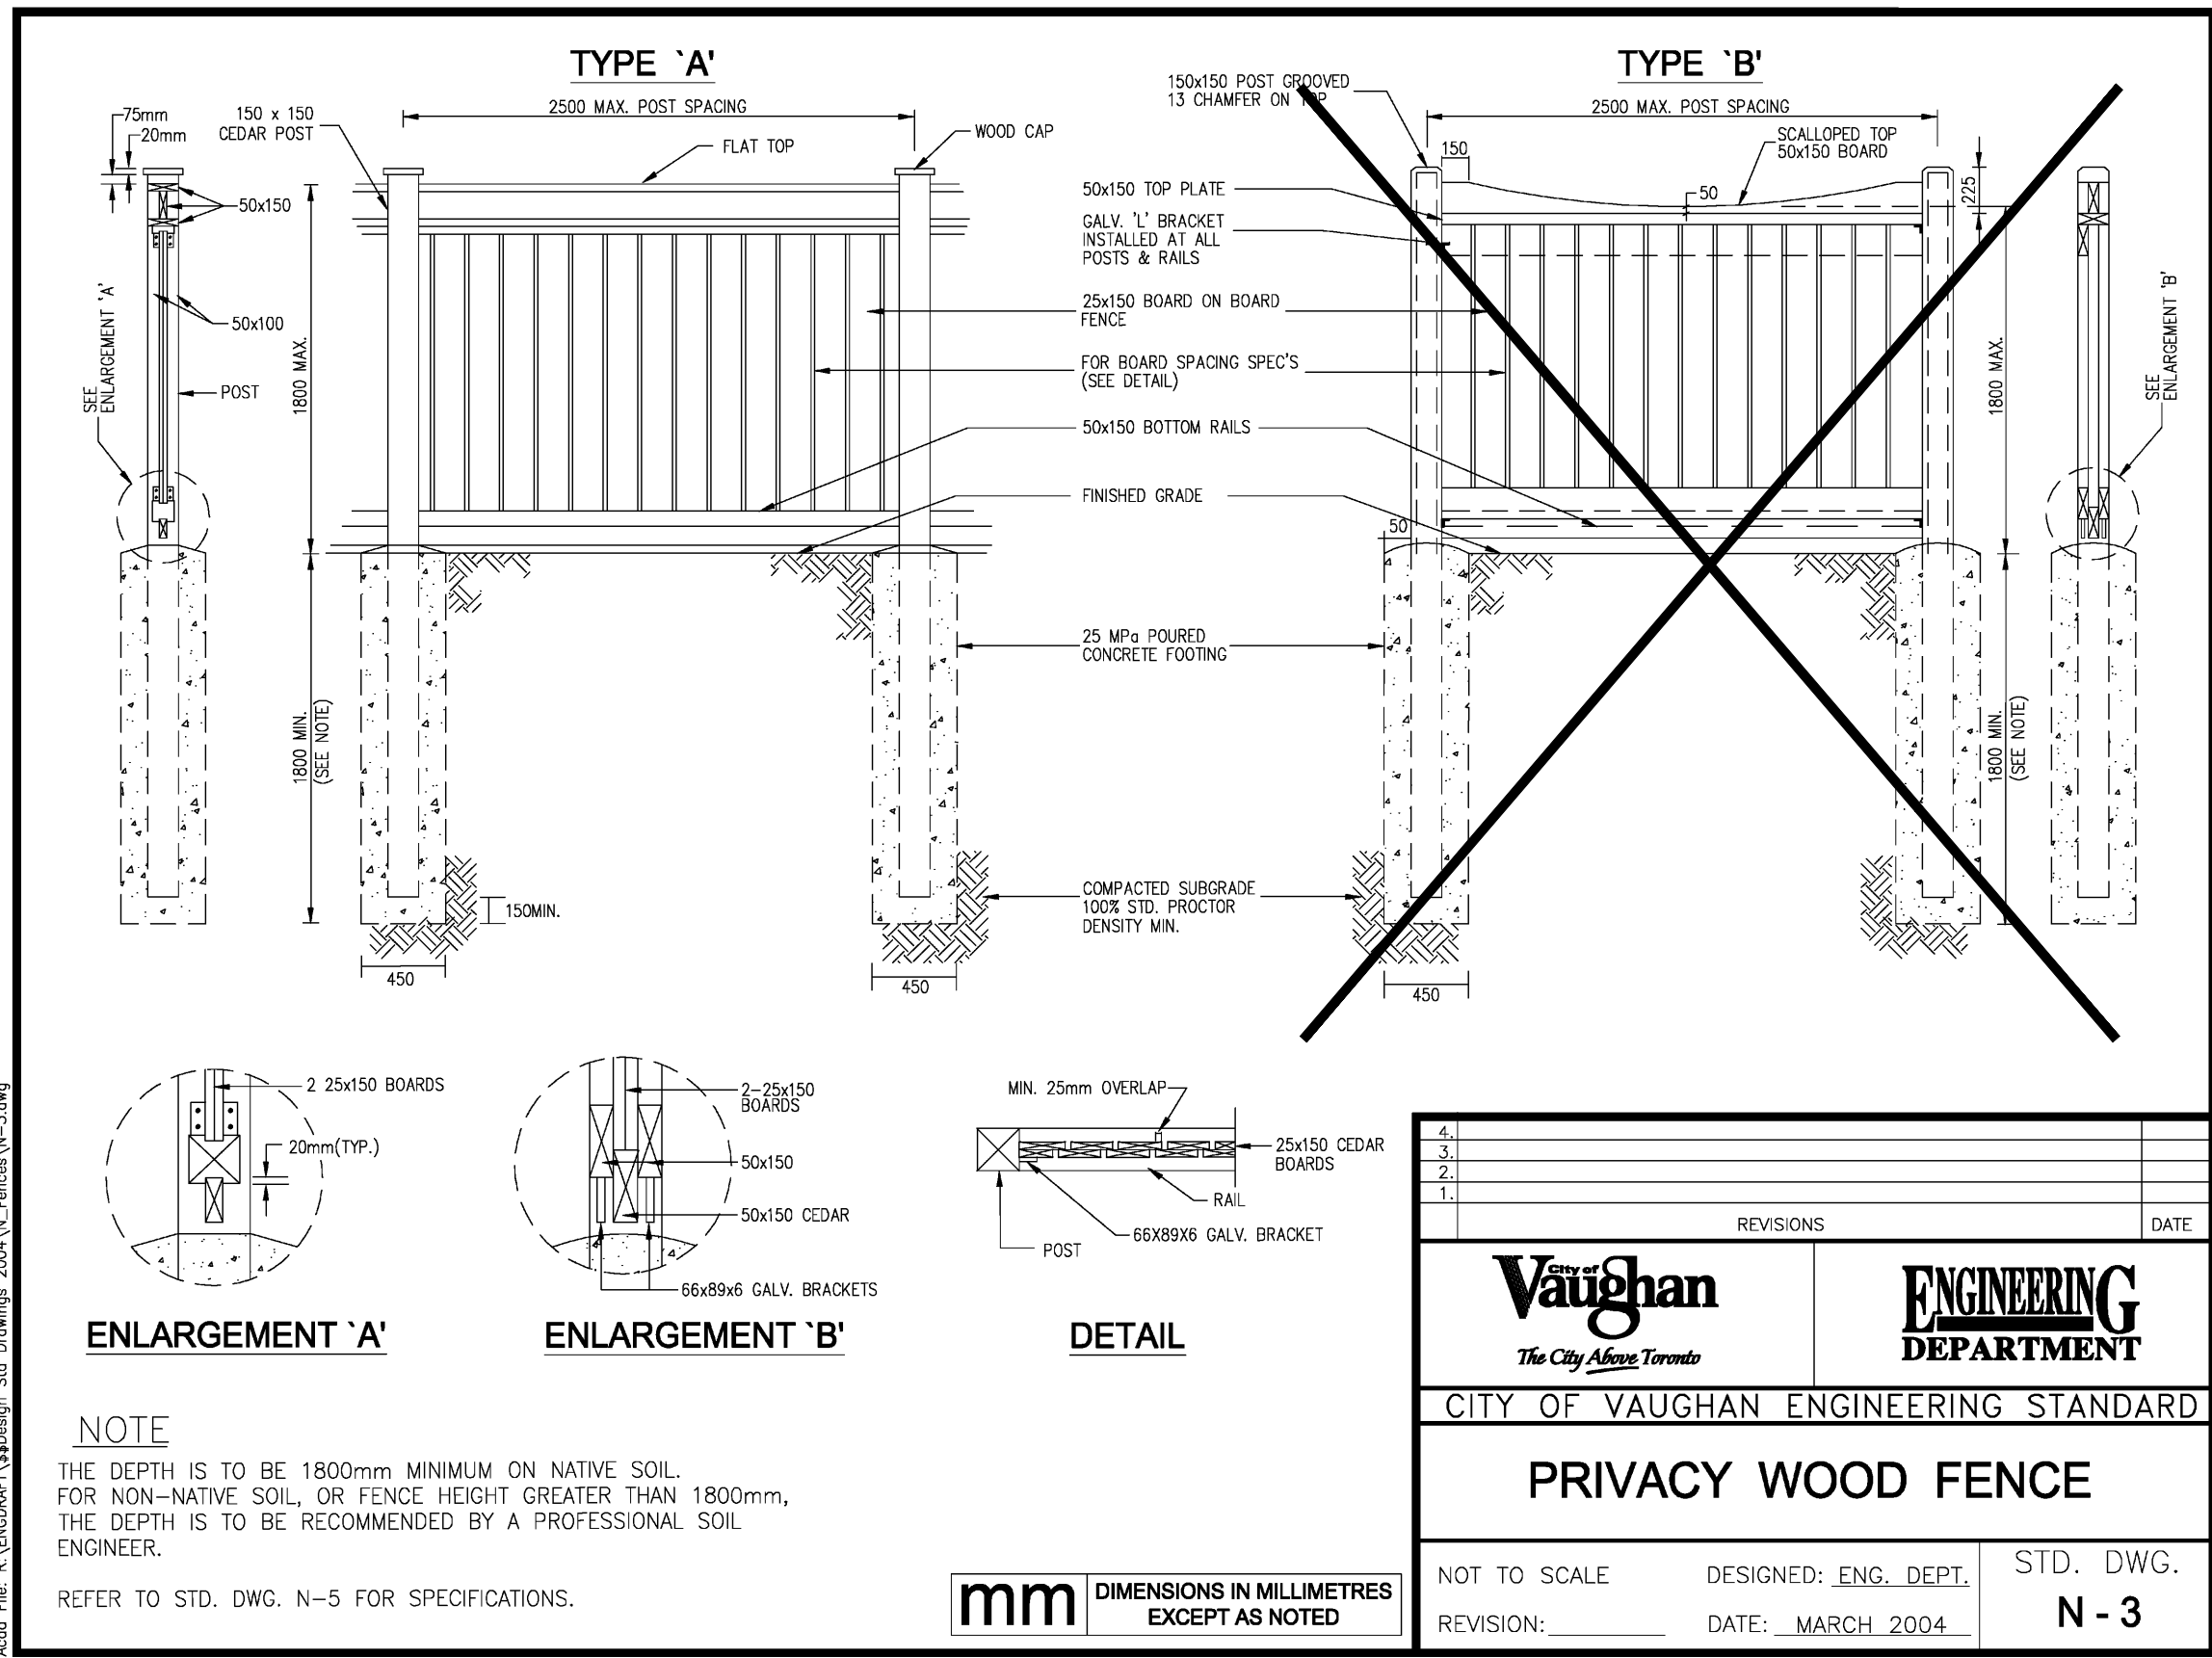 TYPE `A'
75mm
20mm
150 x 150
CEDAR POST
2500 MAX. POST SPACING
WOOD CAP
FLAT TOP
50x150
50x100
POST
SEE
ENLARGEMENT 'A'
1800 MAX.
1800 MIN.
(SEE NOTE)
150MIN.
450
450
150x150 POST GROOVED
13 CHAMFER ON TOP
50x150 TOP PLATE
GALV. 'L' BRACKET
INSTALLED AT ALL
POSTS & RAILS
25x150 BOARD ON BOARD
FENCE
FOR BOARD SPACING SPEC'S
(SEE DETAIL)
50x150 BOTTOM RAILS
FINISHED GRADE
25 MPa POURED
CONCRETE FOOTING
COMPACTED SUBGRADE
100% STD. PROCTOR
DENSITY MIN.
TYPE `B'
2500 MAX. POST SPACING
SCALLOPED TOP
50x150 BOARD
150
50
225
1800 MAX.
SEE
ENLARGEMENT 'B'
50
1800 MIN.
(SEE NOTE)
450
2 25x150 BOARDS
20mm(TYP.)
ENLARGEMENT `A'
2-25x150
BOARDS
50x150
50x150 CEDAR
66x89x6 GALV. BRACKETS
ENLARGEMENT `B'
MIN. 25mm OVERLAP
25x150 CEDAR
BOARDS
RAIL
66X89X6 GALV. BRACKET
POST
DETAIL
NOTE
THE DEPTH IS TO BE 1800mm MINIMUM ON NATIVE SOIL.
FOR NON-NATIVE SOIL, OR FENCE HEIGHT GREATER THAN 1800mm,
THE DEPTH IS TO BE RECOMMENDED BY A PROFESSIONAL SOIL
ENGINEER.
REFER TO STD. DWG. N-5 FOR SPECIFICATIONS.
mm
DIMENSIONS IN MILLIMETRES
EXCEPT AS NOTED
4.
3.
2.
1.
REVISIONS DATE
City of
Vaughan
The City Above Toronto
ENGINEERING
DEPARTMENT
CITY OF VAUGHAN ENGINEERING STANDARD
PRIVACY WOOD FENCE
NOT TO SCALE
DESIGNED: ENG. DEPT.
REVISION:
DATE: MARCH 2004
STD. DWG.
N - 3